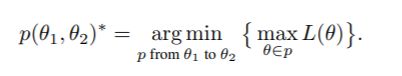 p(θ₁, θ₂)* = arg min {max L(θ)}.
p from θ₁ to θ₂ θ∈p